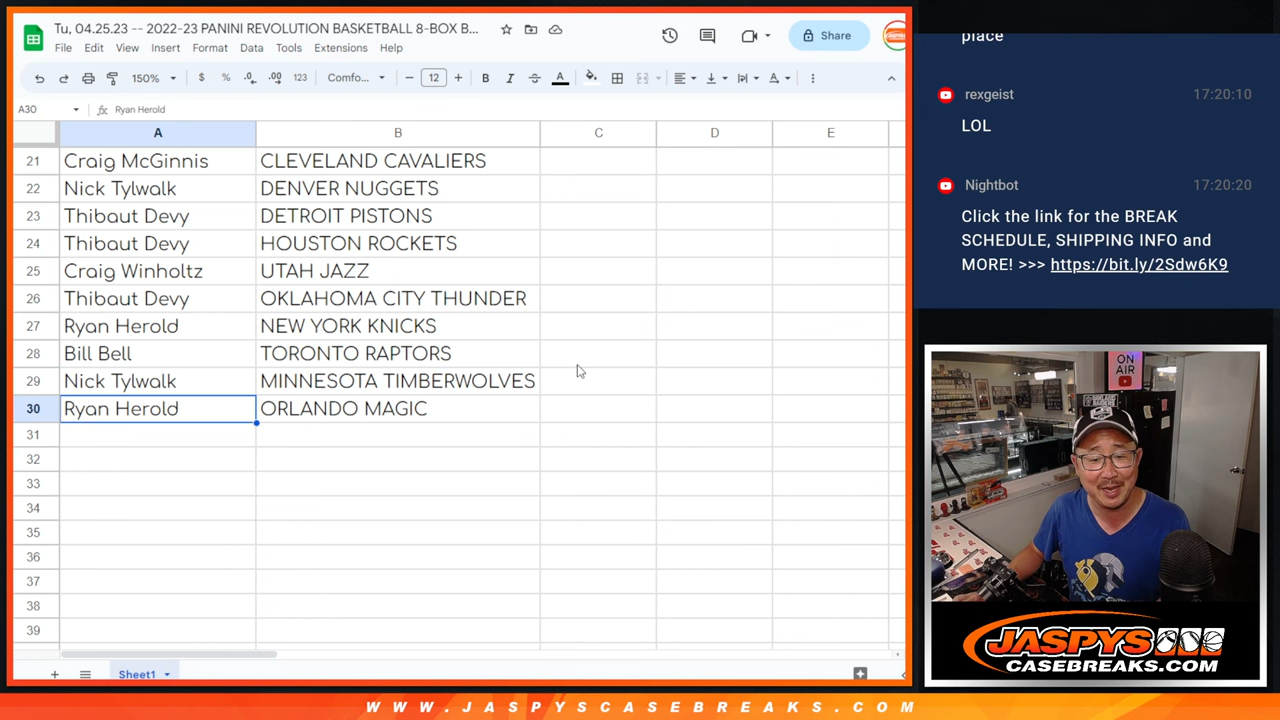 Tu, 04.25.23 -- 2022-23 PANINI REVOLUTION BASKETBALL 8-BOX B...
File Edit View Insert Format Data Tools Extensions Help
Share
150% $ % .0 .00 123 Comfo... 12 B I A
A30 Ryan Herold
A B C D E
21 Craig McGinnis CLEVELAND CAVALIERS
22 Nick Tylwalk DENVER NUGGETS
23 Thibaut Devy DETROIT PISTONS
24 Thibaut Devy HOUSTON ROCKETS
25 Craig Winholtz UTAH JAZZ
26 Thibaut Devy OKLAHOMA CITY THUNDER
27 Ryan Herold NEW YORK KNICKS
28 Bill Bell TORONTO RAPTORS
29 Nick Tylwalk MINNESOTA TIMBERWOLVES
30 Ryan Herold ORLANDO MAGIC
31
32
33
34
35
36
37
38
39
Sheet1
place
rexgeist 17:20:10
LOL
Nightbot 17:20:20
Click the link for the BREAK
SCHEDULE, SHIPPING INFO and
MORE! >>> https://bit.ly/2Sdw6K9
ON
AIR
JASPYS
CASEBREAKS.COM
WWW.JASPYSCASEBREAKS.COM